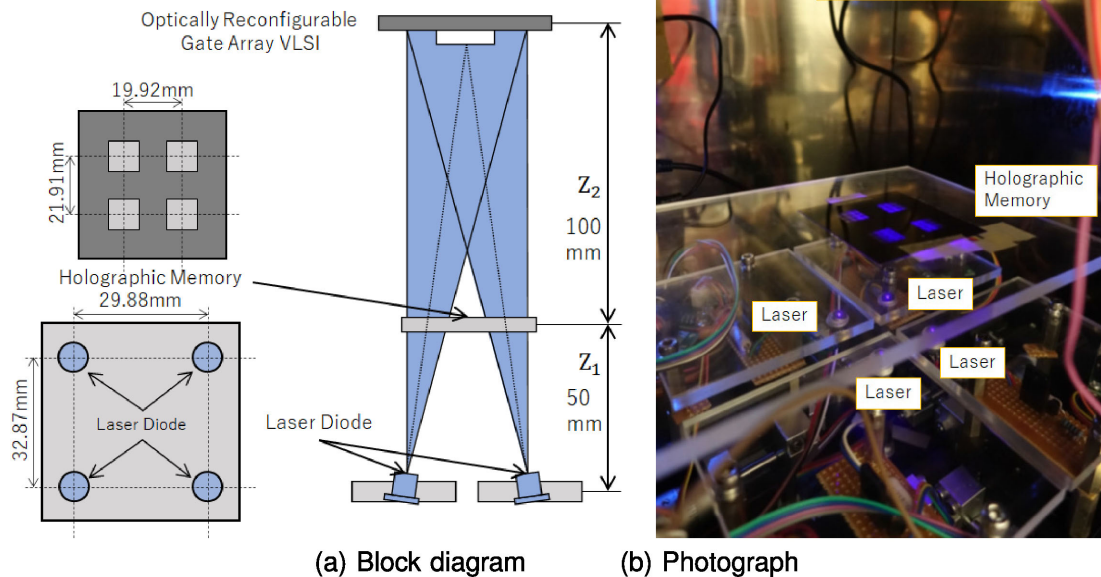 Optically Reconfigurable
Gate Array VLSI
19.92mm
21.91mm
Holographic Memory
29.88mm
32.87mm
Laser Diode
Laser Diode
Z₂
100
mm
Z₁
50
mm
Holographic
Memory
Laser
Laser
Laser
Laser
(a) Block diagram
(b) Photograph